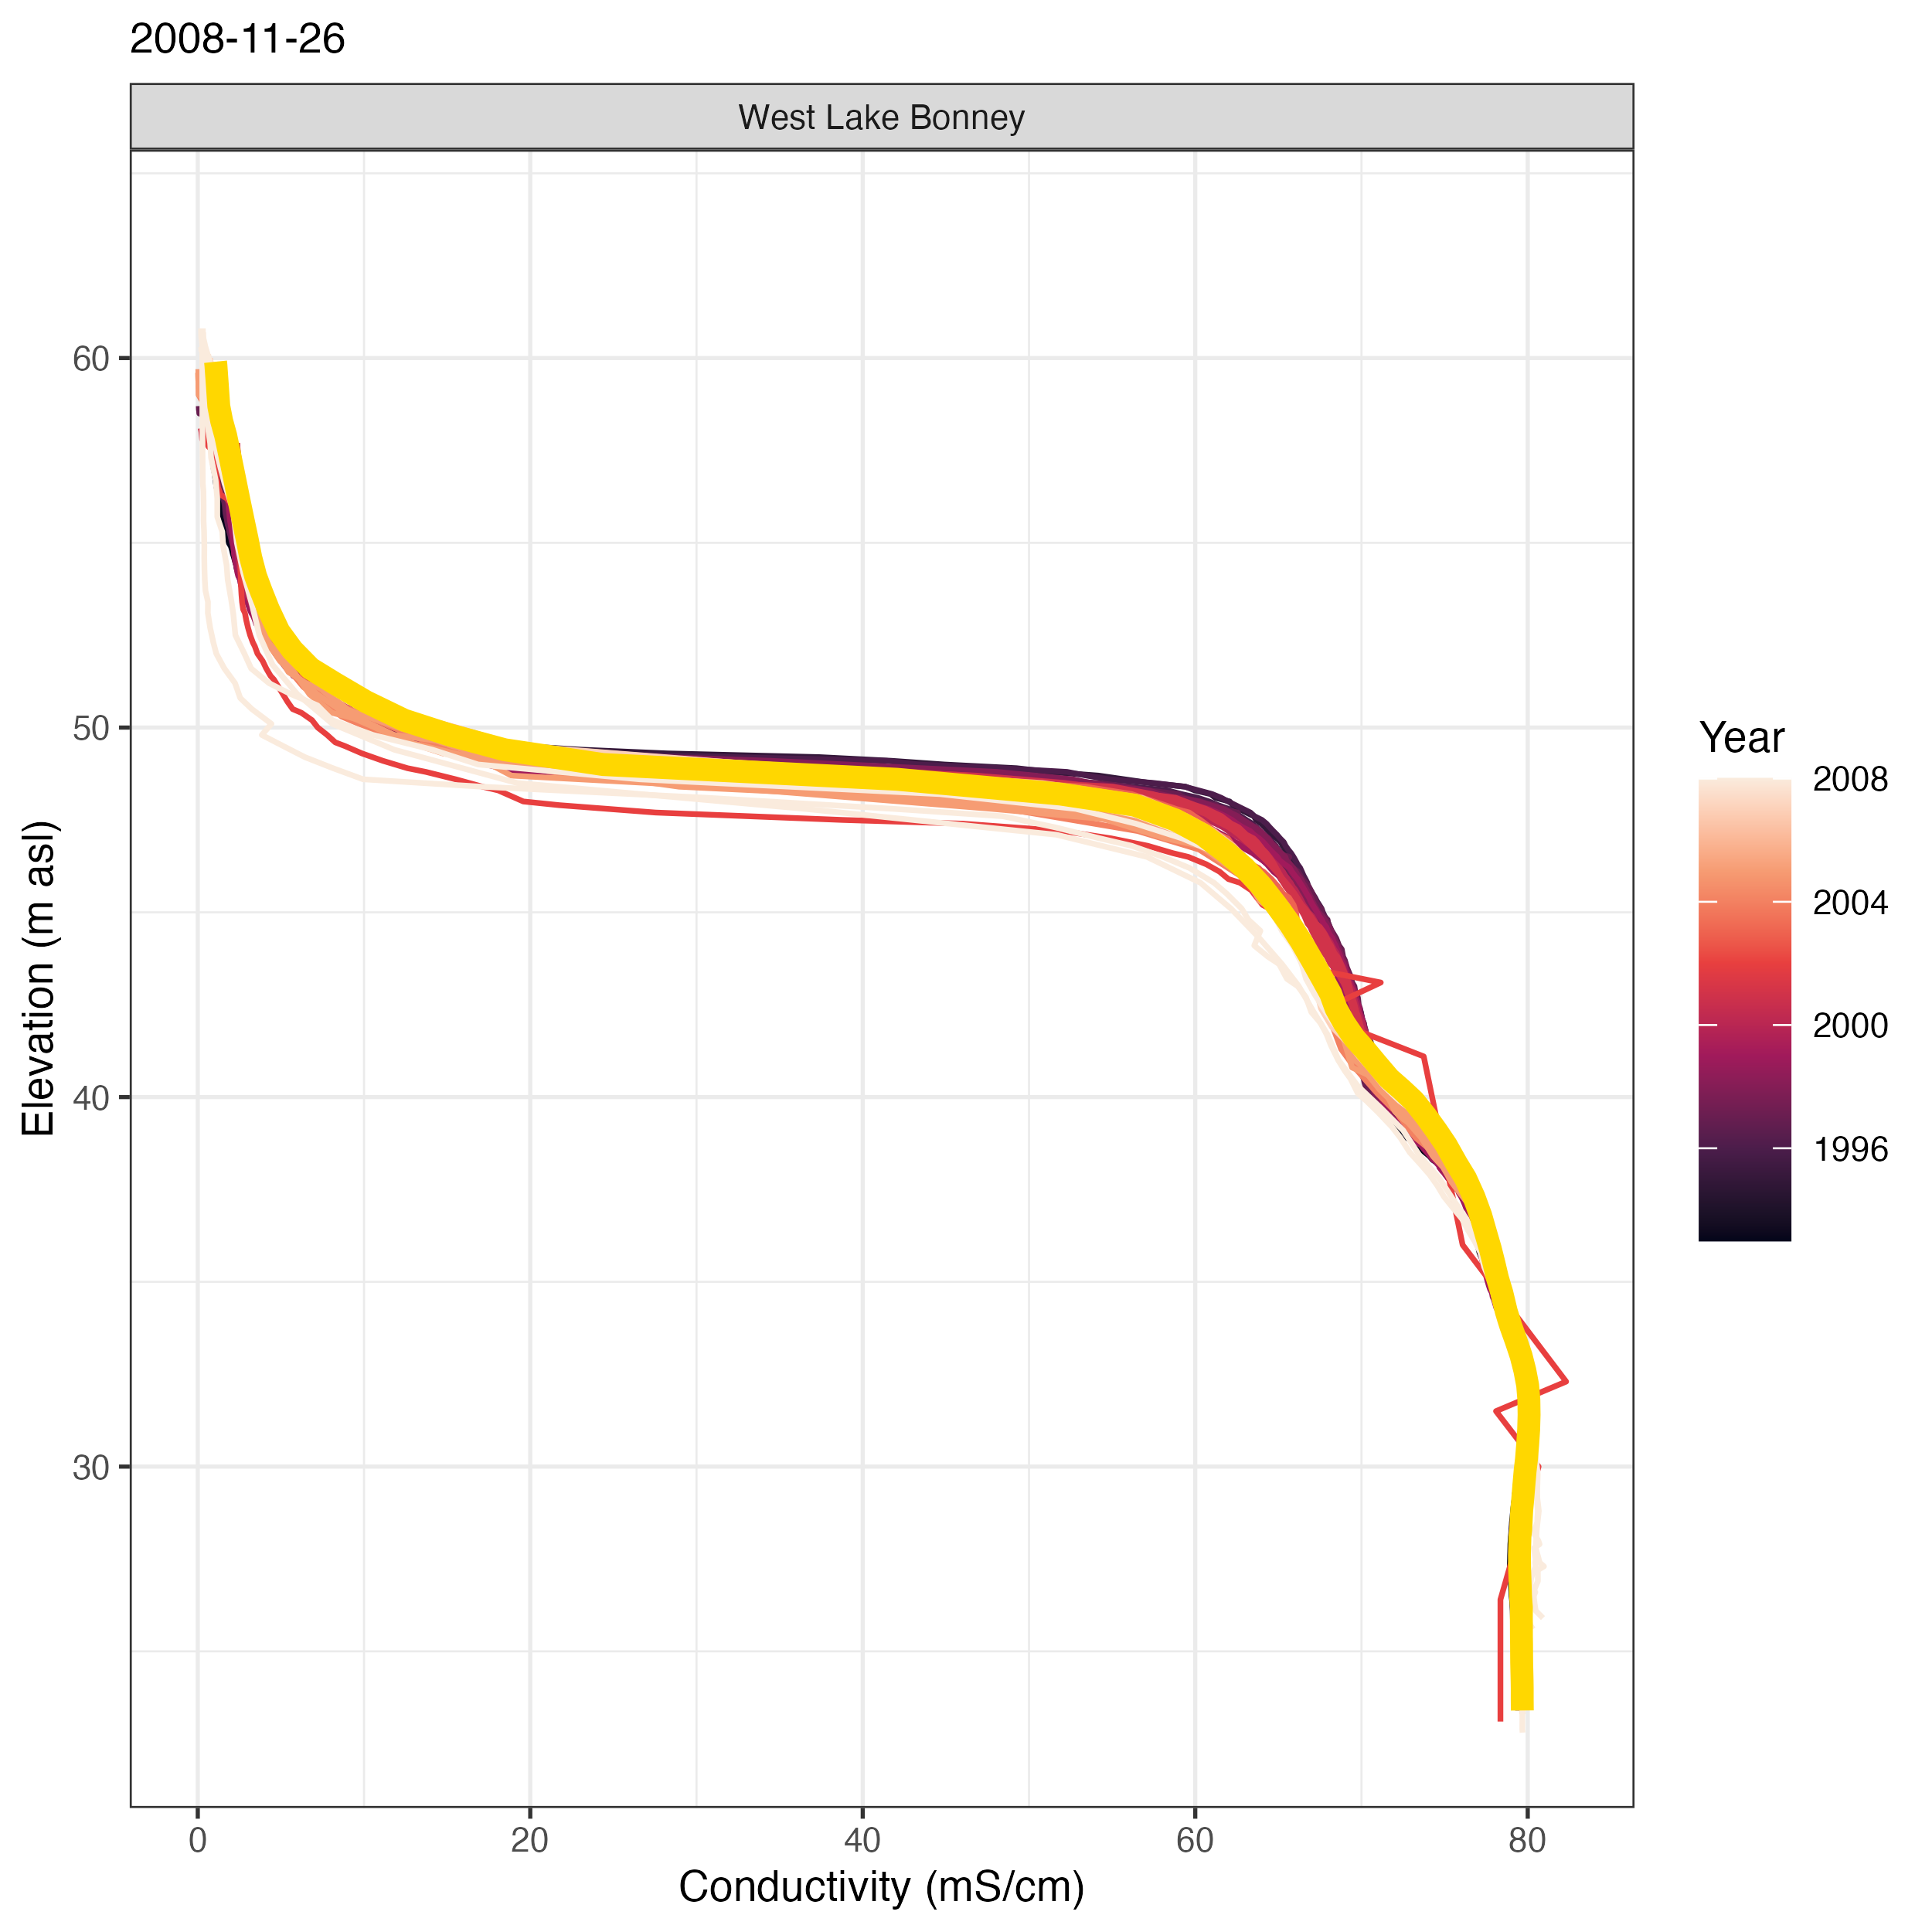 2008-11-26
West Lake Bonney
60
50
40
30
Elevation (m asl)
0 20 40 60 80
Conductivity (mS/cm)
Year
2008
2004
2000
1996